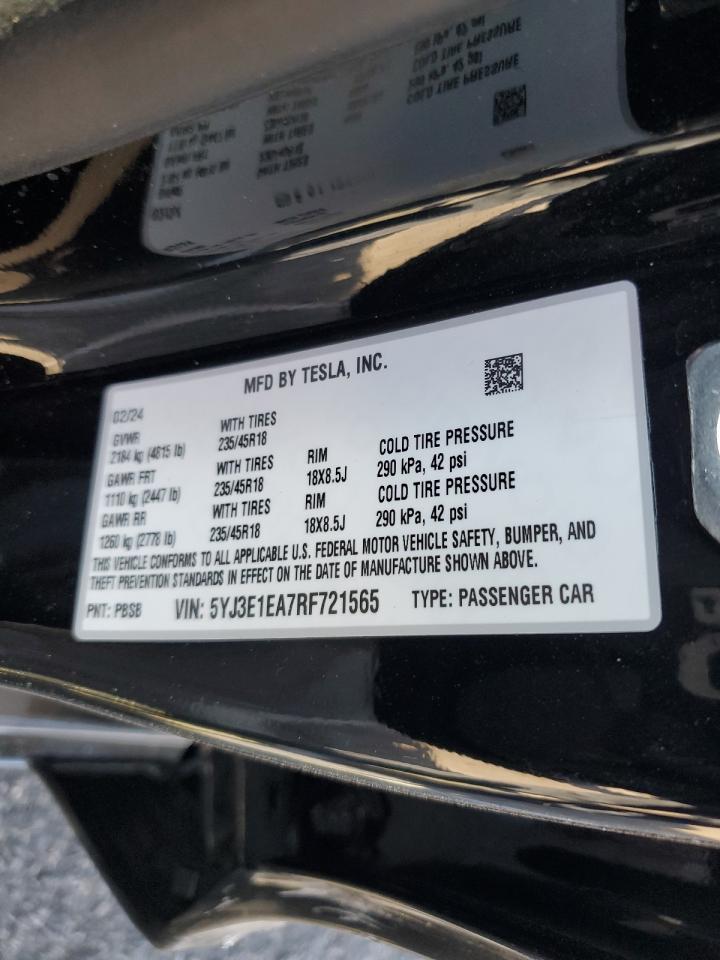 MFD BY TESLA, INC.
02/24
GVWR WITH TIRES
2184 kg (4815 lb) 235/45R18 RIM COLD TIRE PRESSURE
GAWR FRT WITH TIRES 18X8.5J 290 kPa, 42 psi
1110 kg (2447 lb) 235/45R18 RIM COLD TIRE PRESSURE
GAWR RR WITH TIRES 18X8.5J 290 kPa, 42 psi
1260 kg (2778 lb) 235/45R18
THIS VEHICLE CONFORMS TO ALL APPLICABLE U.S. FEDERAL MOTOR VEHICLE SAFETY, BUMPER, AND
THEFT PREVENTION STANDARDS IN EFFECT ON THE DATE OF MANUFACTURE SHOWN ABOVE.
PNT: PBSB VIN: 5YJ3E1EA7RF721565 TYPE: PASSENGER CAR